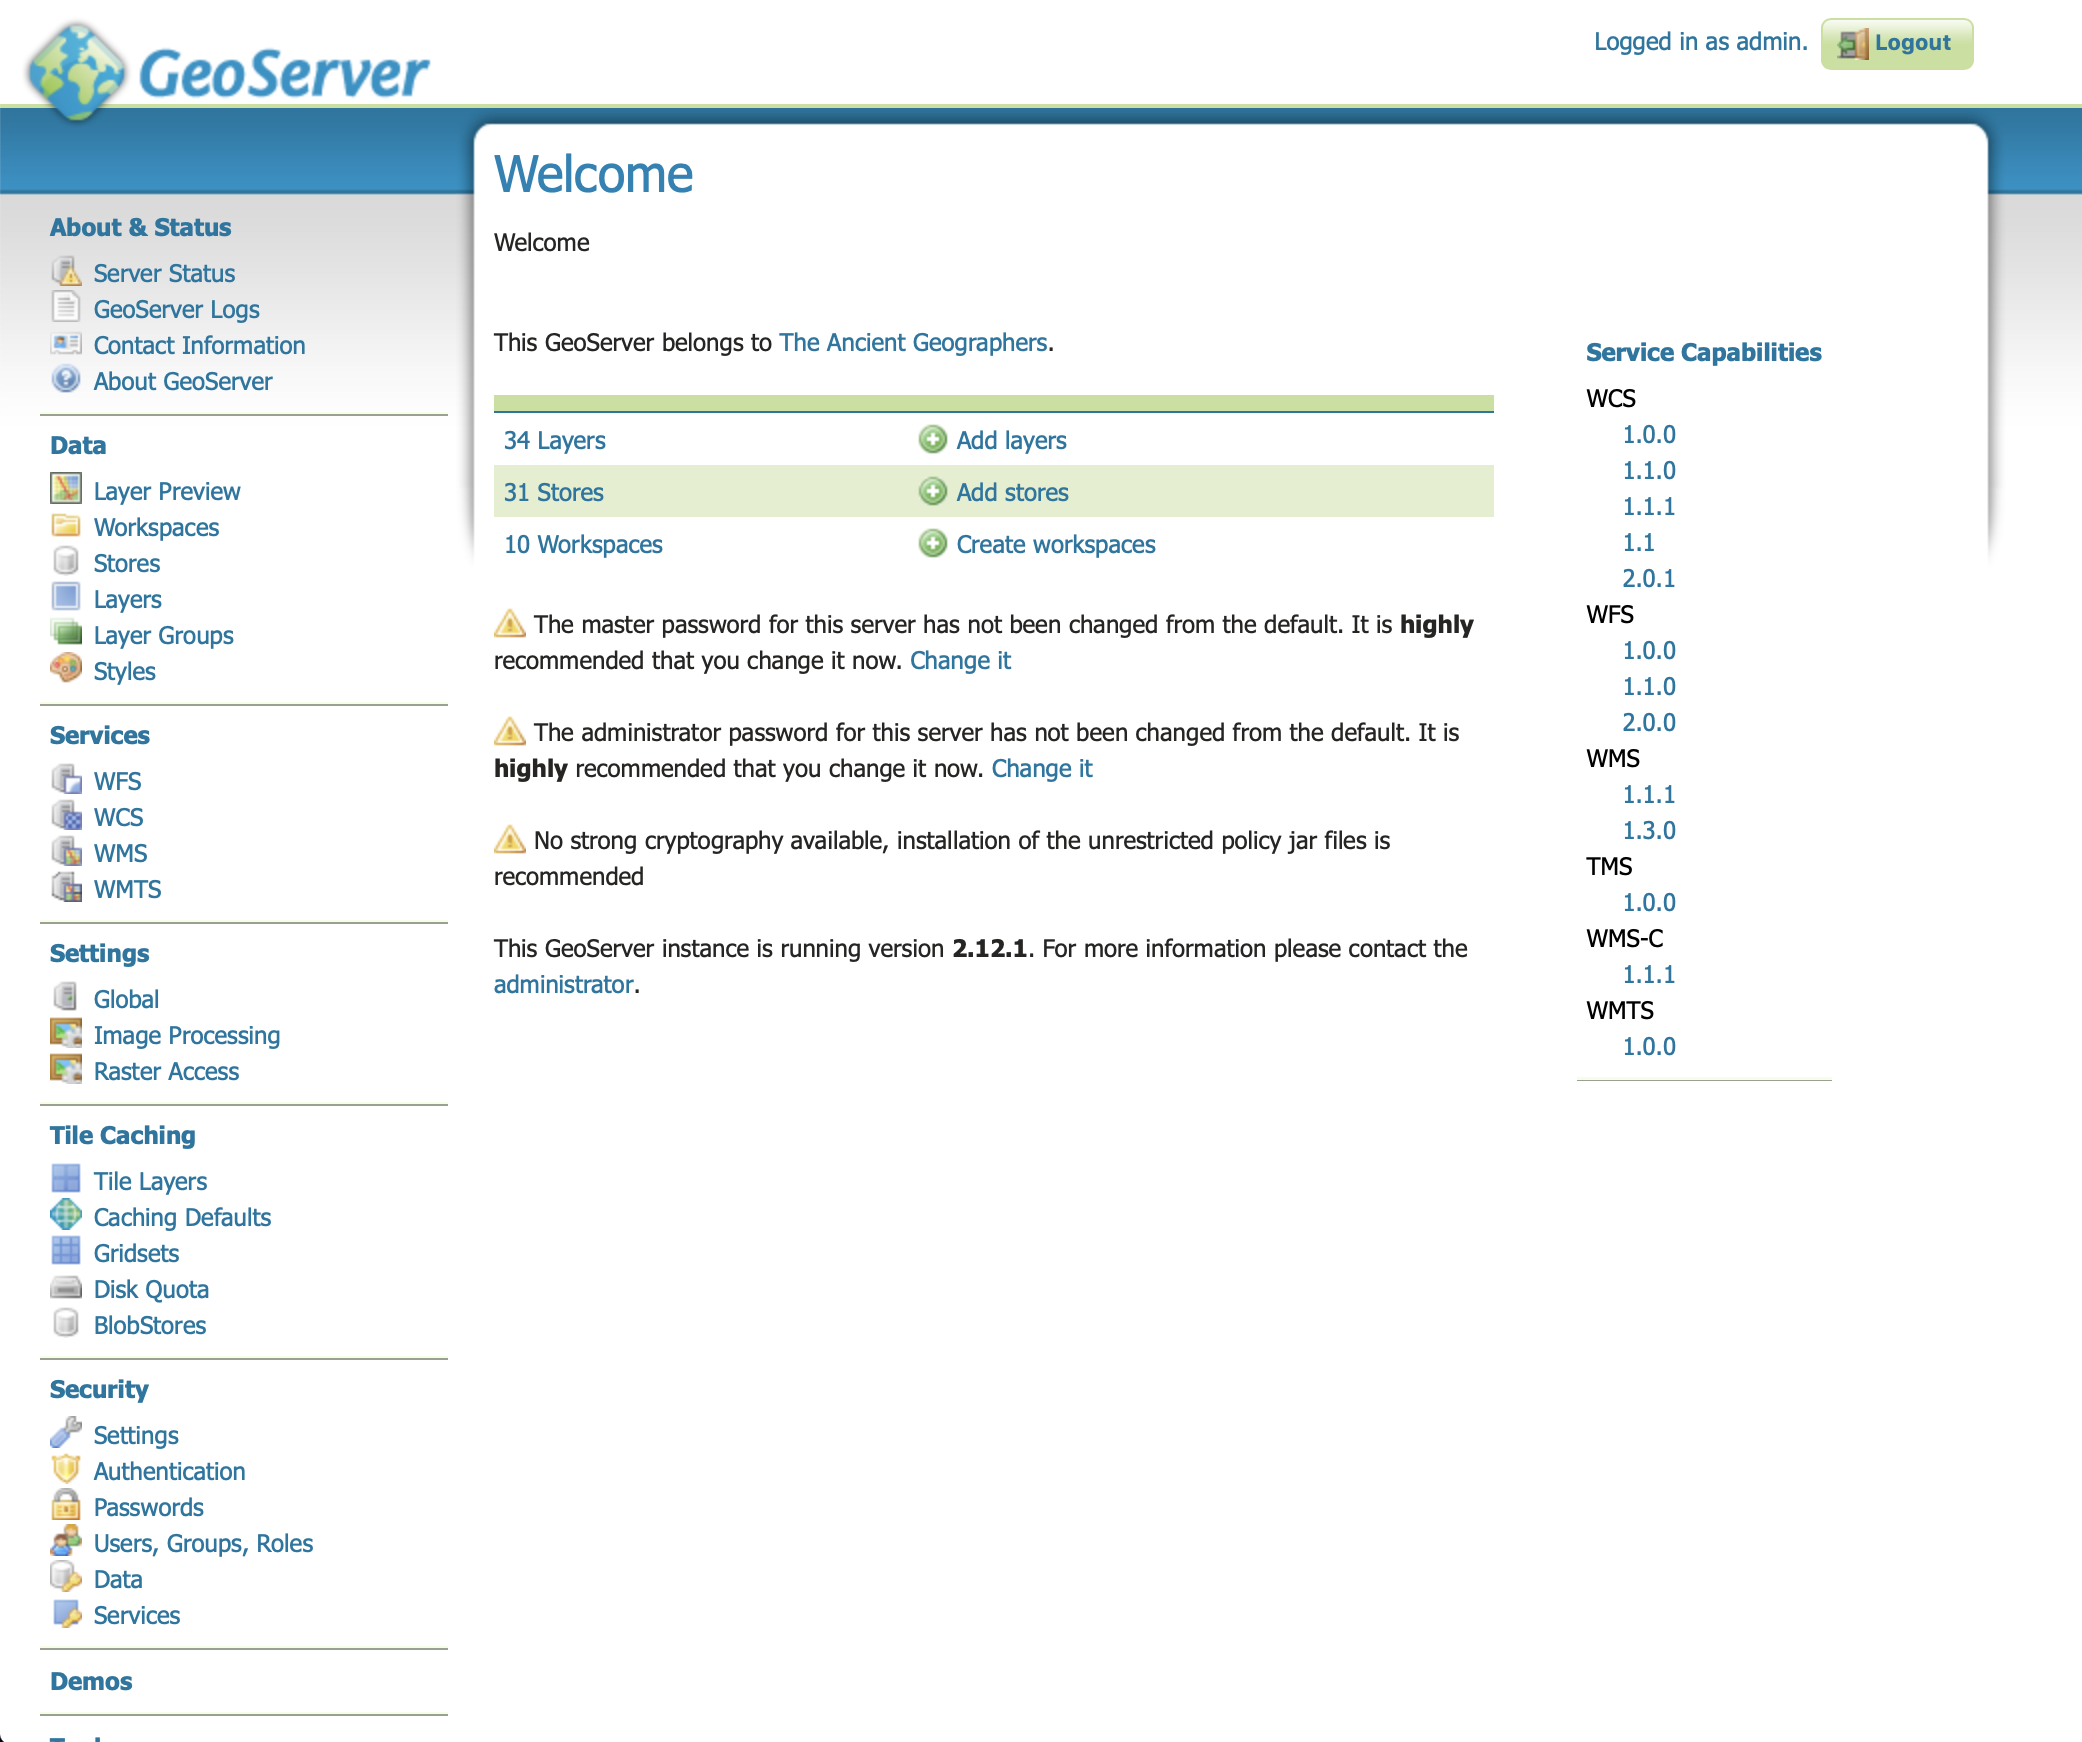 GeoServer
Logged in as admin.
Logout
About & Status
Server Status
GeoServer Logs
Contact Information
About GeoServer
Data
Layer Preview
Workspaces
Stores
Layers
Layer Groups
Styles
Services
WFS
WCS
WMS
WMTS
Settings
Global
Image Processing
Raster Access
Tile Caching
Tile Layers
Caching Defaults
Gridsets
Disk Quota
BlobStores
Security
Settings
Authentication
Passwords
Users, Groups, Roles
Data
Services
Demos
Welcome
Welcome
This GeoServer belongs to The Ancient Geographers.
34 Layers Add layers
31 Stores Add stores
10 Workspaces Create workspaces
The master password for this server has not been changed from the default. It is highly
recommended that you change it now. Change it
The administrator password for this server has not been changed from the default. It is
highly recommended that you change it now. Change it
No strong cryptography available, installation of the unrestricted policy jar files is
recommended
This GeoServer instance is running version 2.12.1. For more information please contact the
administrator.
Service Capabilities
WCS
1.0.0
1.1.0
1.1.1
1.1
2.0.1
WFS
1.0.0
1.1.0
2.0.0
WMS
1.1.1
1.3.0
TMS
1.0.0
WMS-C
1.1.1
WMTS
1.0.0